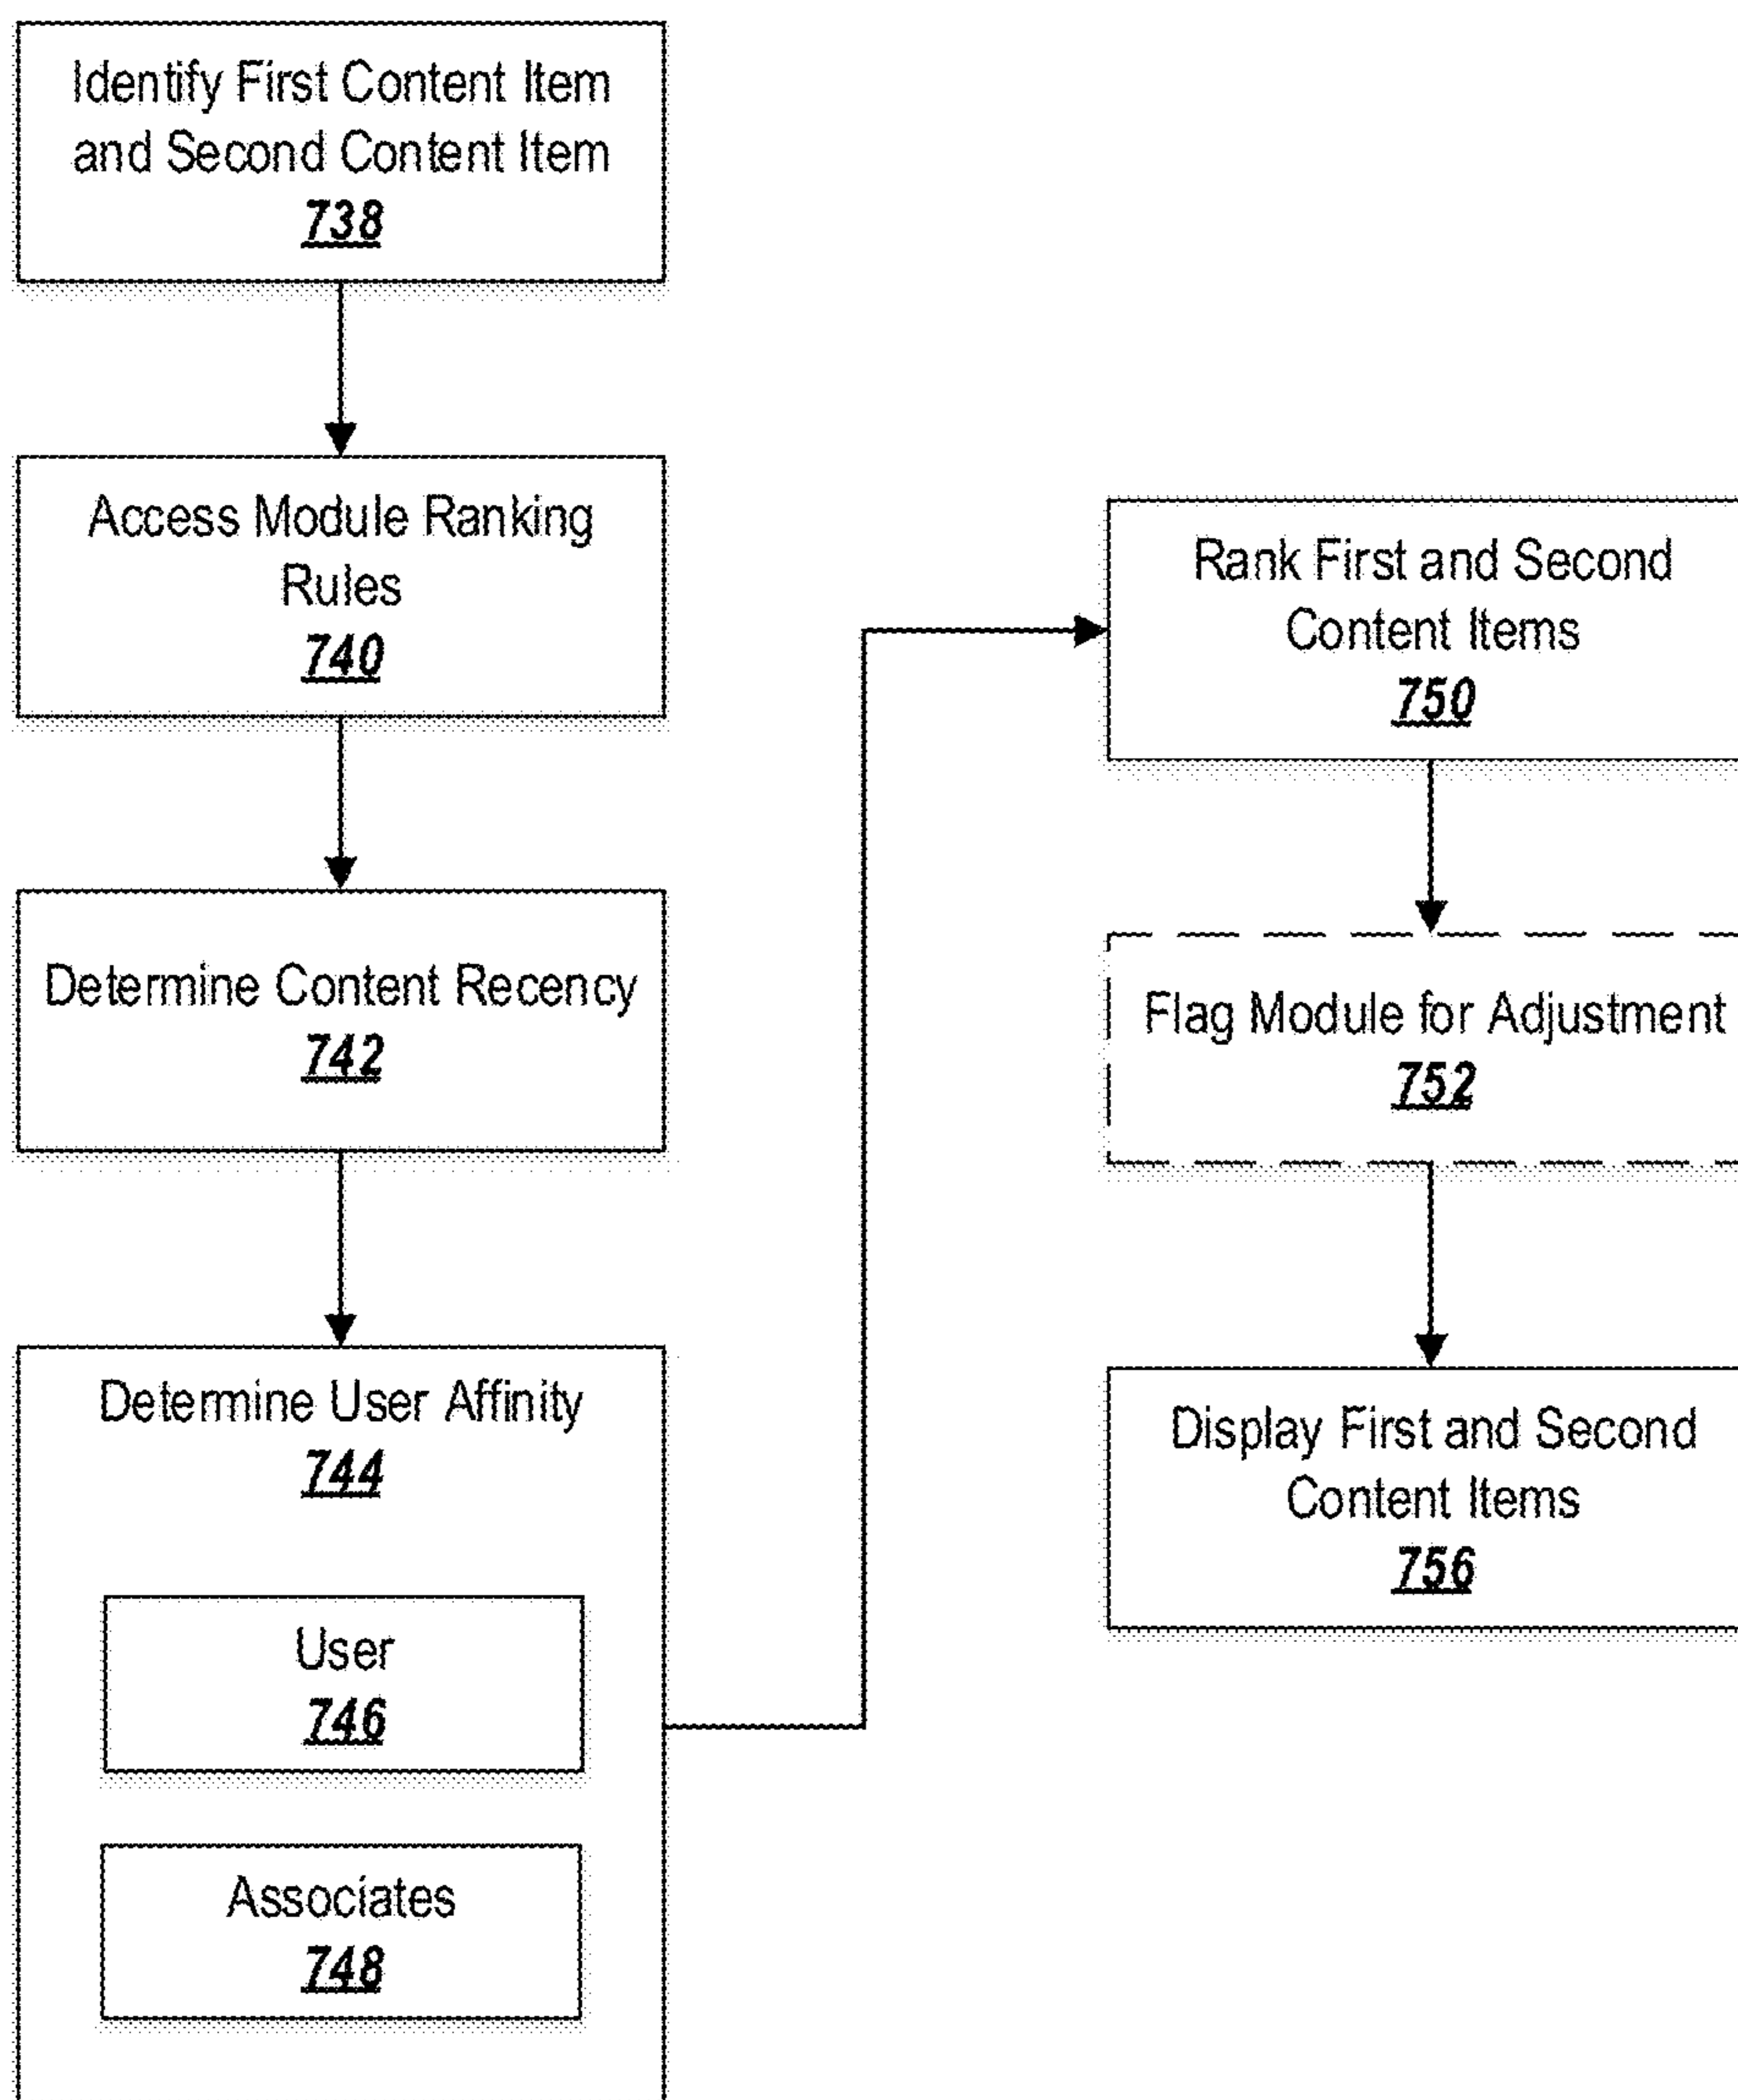 Identify First Content Item
and Second Content Item
738
Access Module Ranking
Rules
740
Determine Content Recency
742
Determine User Affinity
744
User
746
Associates
748
Rank First and Second
Content Items
750
Flag Module for Adjustment
752
Display First and Second
Content Items
756